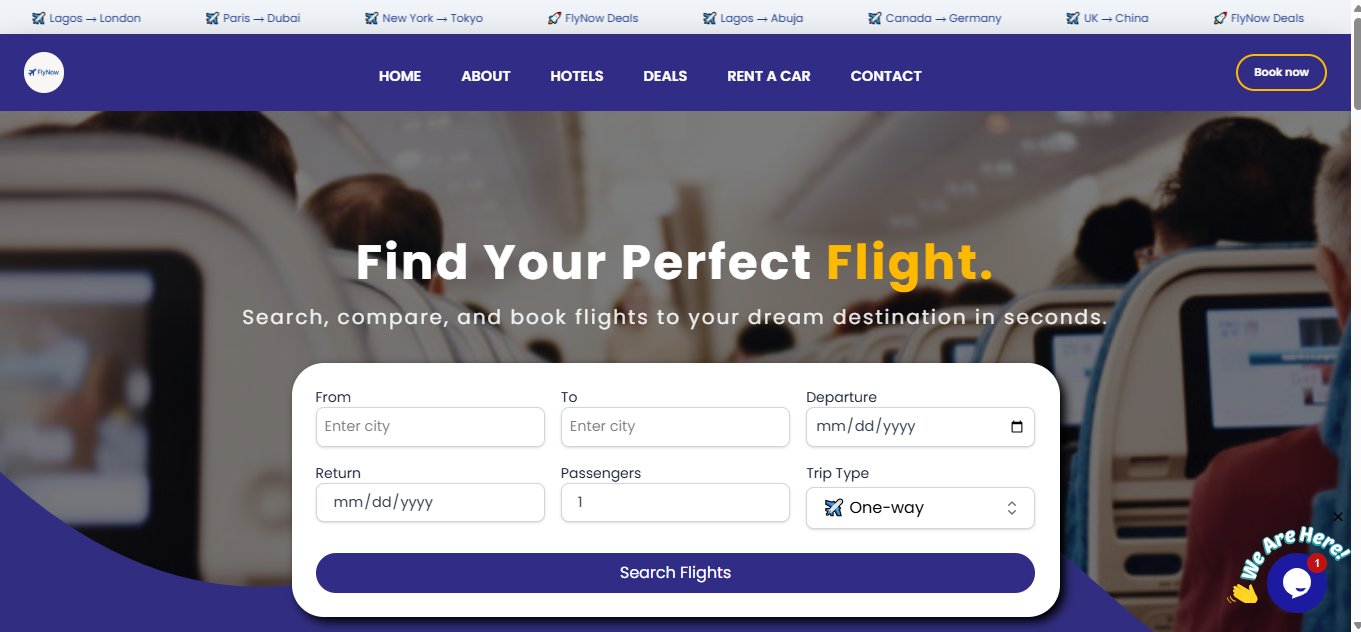 Lagos → London Paris → Dubai New York → Tokyo FlyNow Deals Lagos → Abuja Canada → Germany UK → China FlyNow Deals
FlyNow HOME ABOUT HOTELS DEALS RENT A CAR CONTACT Book now
Find Your Perfect Flight.
Search, compare, and book flights to your dream destination in seconds.
From To Departure
Enter city Enter city mm/dd/yyyy
Return Passengers Trip Type
mm/dd/yyyy 1 One-way
Search Flights
We Are Here!
1